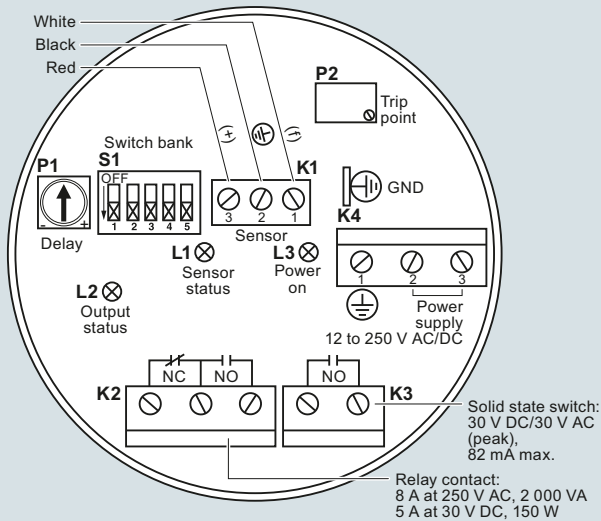 White
Black
Red
P2
Trip
point
(+)
(f)
Switch bank
P1
S1
OFF
1 2 3 4 5
- +
Delay
K1
3 2 1
Sensor
GND
K4
L1
Sensor
status
L3
Power
on
1 2 3
Power
supply
12 to 250 V AC/DC
L2
Output
status
NC
NO
K2
NO
K3
Solid state switch:
30 V DC/30 V AC
(peak),
82 mA max.
Relay contact:
8 A at 250 V AC, 2 000 VA
5 A at 30 V DC, 150 W